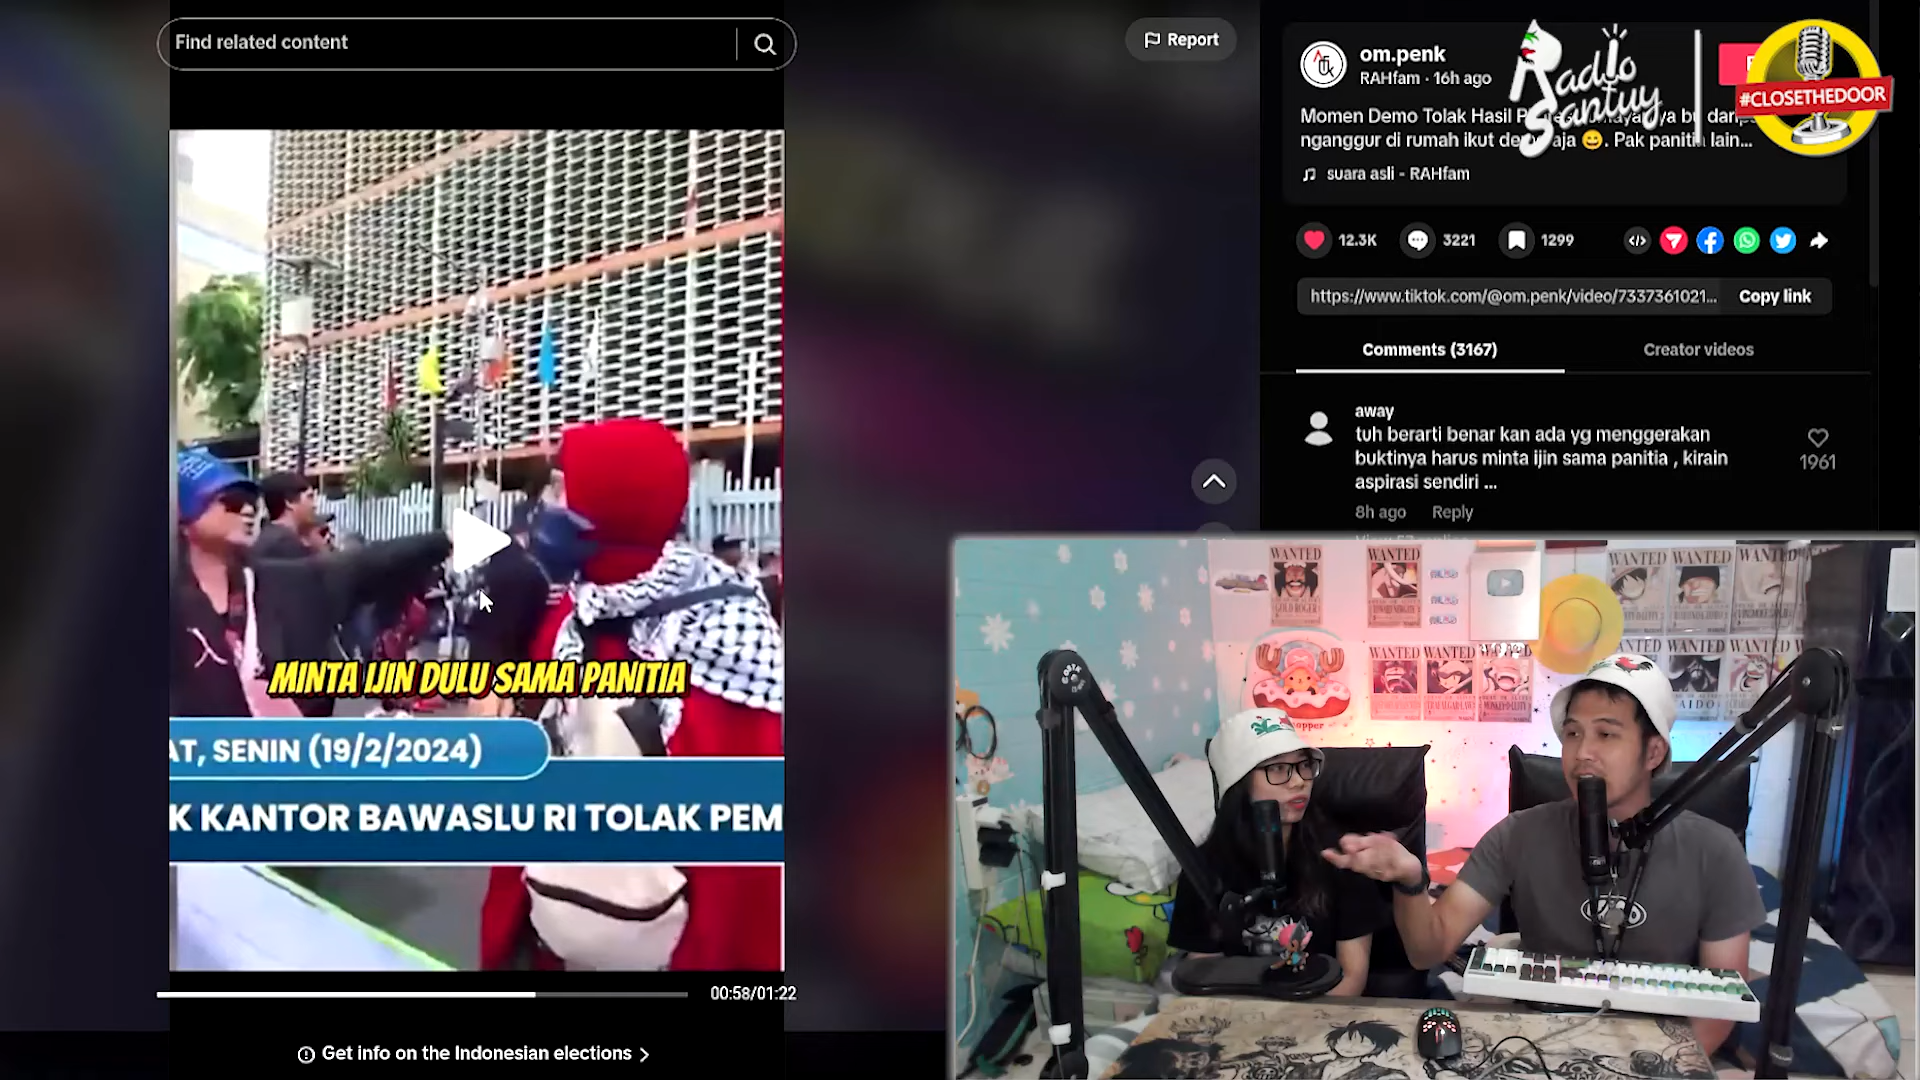 Find related content
Report
om.penk
RAHfam · 16h ago
Radio
Santuy
#CLOSETHEDOOR
Momen Demo Tolak Hasil
nganggur di rumah ikut aja 😄. Pak panitia lain...
suara asli - RAHfam
12.3K
3221
1299
https://www.tiktok.com/@om.penk/video/7337361021...
Copy link
Comments (3167)
Creator videos
away
tuh berarti benar kan ada yg menggerakan
buktinya harus minta ijin sama panitia , kirain
aspirasi sendiri ...
1961
8h ago
Reply
MINTA IJIN DULU SAMA PANITIA
AT, SENIN (19/2/2024)
K KANTOR BAWASLU RI TOLAK PEM
00:58/01:22
Get info on the Indonesian elections
WANTED
WANTED
WANTED
WANTED
WANTED
GOLD ROGER
WANTED
WANTED
WANTED
WANTED